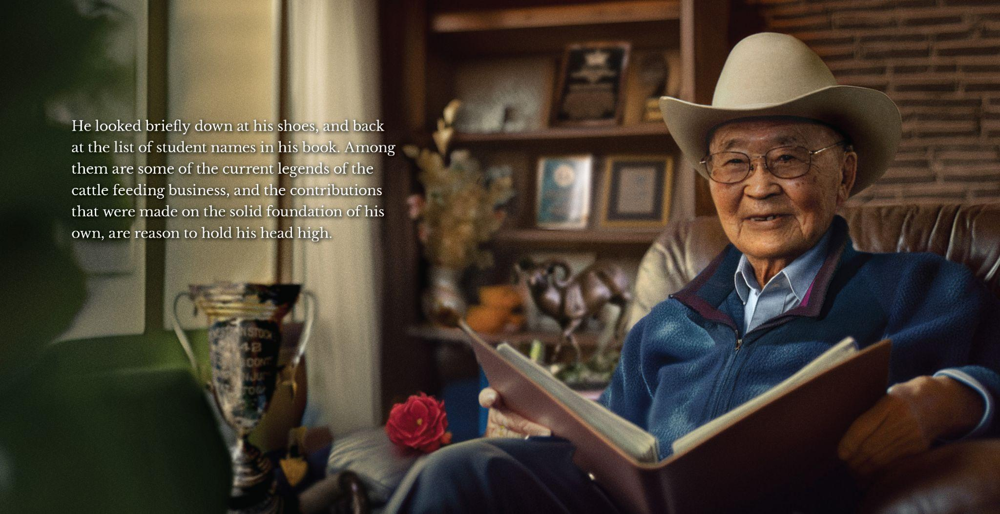 He looked briefly down at his shoes, and back
at the list of student names in his book. Among
them are some of the current legends of the
cattle feeding business, and the contributions
that were made on the solid foundation of his
own, are reason to hold his head high.